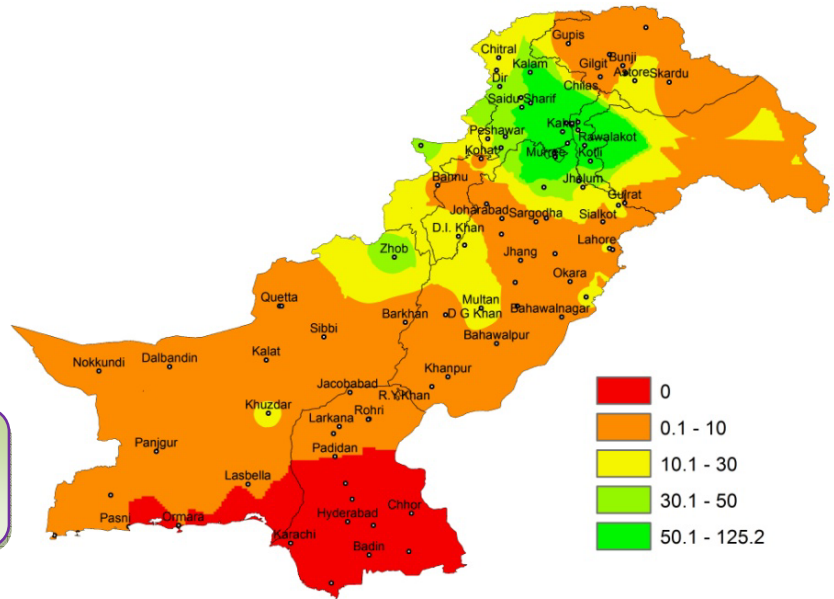 Gupis
Chitral
Bunji
Kalam
Gilgit
Astore
Skardu
Dir
Chilas
Saidu Sharif
Peshawar
Rawalakot
Kohat
Kotli
Bannu
Jhelum
Gujrat
Joharabad
Sargodha
Sialkot
D.I. Khan
Zhob
Jhang
Lahore
Okara
Quetta
Multan
Barkhan
D G Khan
Bahawalnagar
Sibbi
Bahawalpur
Nokkundi
Dalbandin
Kalat
Khanpur
Jacobabad
R.Y.Khan
Khuzdar
Rohri
Larkana
Panjgur
Padidan
Lasbella
Chhor
Pasni
Ormara
Hyderabad
Karachi
Badin
0
0.1 - 10
10.1 - 30
30.1 - 50
50.1 - 125.2